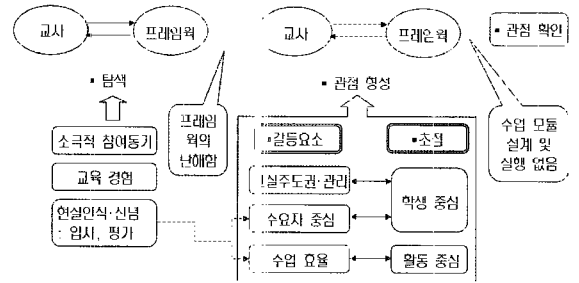 교사
프레임웍
교사
프레임웍
▪ 관점 확인
▪ 탐색
▪ 관점 형성
프레임
웍의
난해함
수업 모듈
설계 및
실행 없음
소극적 참여동기
▪갈등요소
▪초점
교육 경험
교실주도권·관리
학생 중심
현실인식·신념
: 입시, 평가
수요자 중심
수업 효율
활동 중심